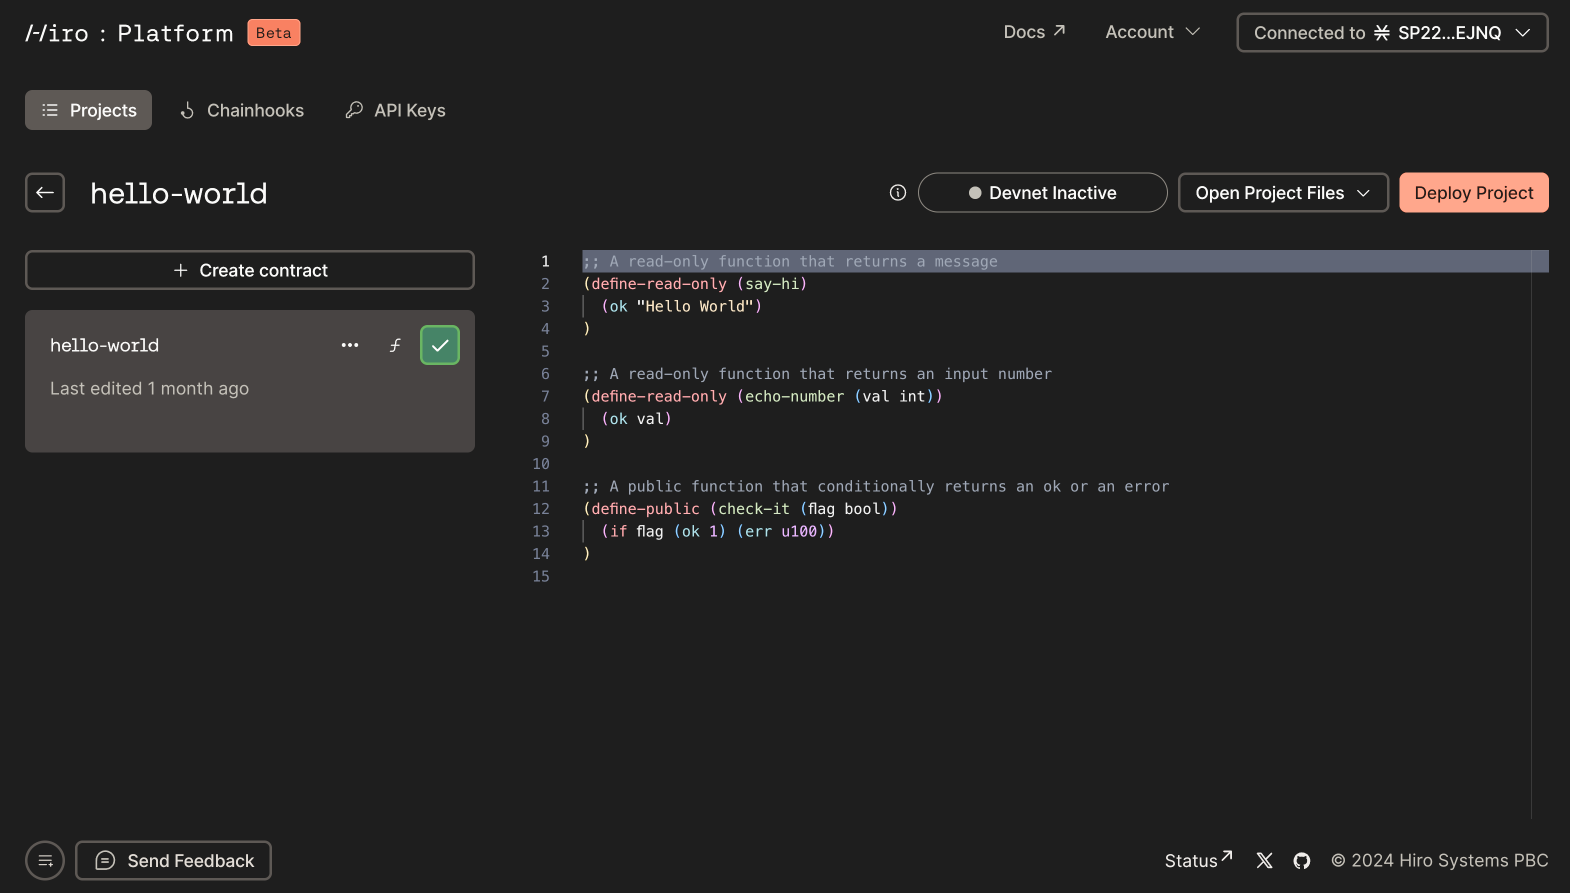 Hiro : Platform Beta
Docs Account Connected to SP22...EJNQ
Projects Chainhooks API Keys
hello-world Devnet Inactive Open Project Files Deploy Project
Create contract
hello-world
Last edited 1 month ago
1 ;; A read-only function that returns a message
2 (define-read-only (say-hi)
3   (ok "Hello World")
4 )
5
6 ;; A read-only function that returns an input number
7 (define-read-only (echo-number (val int))
8   (ok val)
9 )
10
11 ;; A public function that conditionally returns an ok or an error
12 (define-public (check-it (flag bool))
13   (if flag (ok 1) (err u100))
14 )
15
Send Feedback
Status © 2024 Hiro Systems PBC